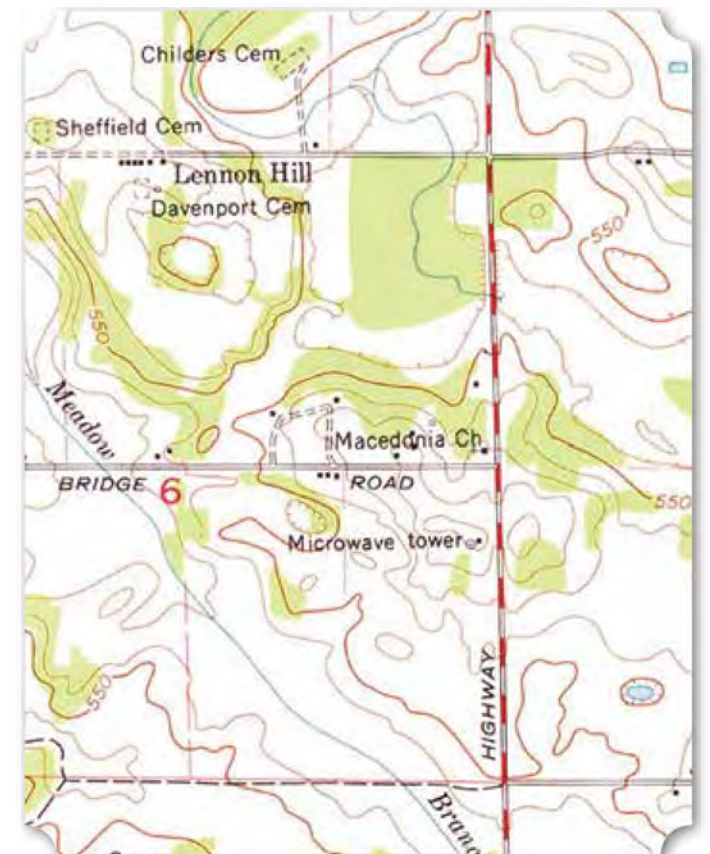 Childers Cem
Sheffield Cem
Lennon Hill
Davenport Cem
550
550
Meadow
Macedonia Ch
BRIDGE 6 ROAD
550
Microwave tower
HIGHWAY
550
Branc